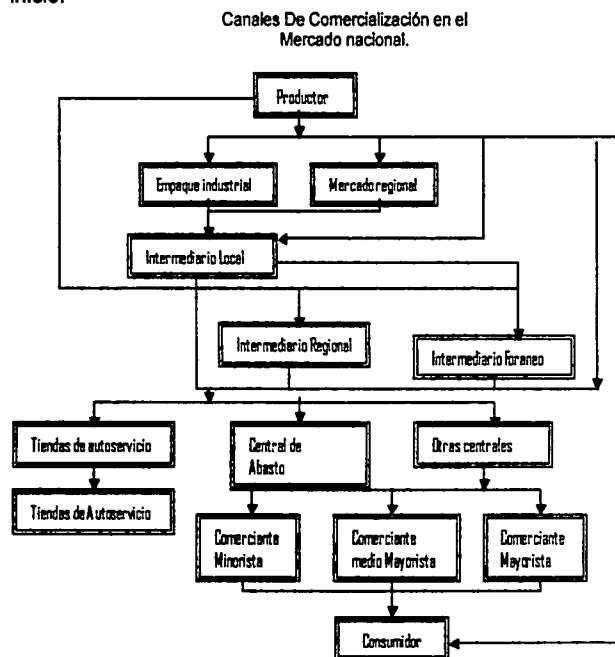 inicio.
Canales De Comercialización en el
Mercado nacional.
Productor
Empaque industrial
Mercado regional
Intermediario Local
Intermediario Regional
Intermediario Foraneo
Tiendas de autoservicio
Central de
Abasto
Otras centrales
Tiendas de Autoservicio
Comerciante
Minorista
Comerciante
medio Mayorista
Comerciante
Mayorista
Consumidor